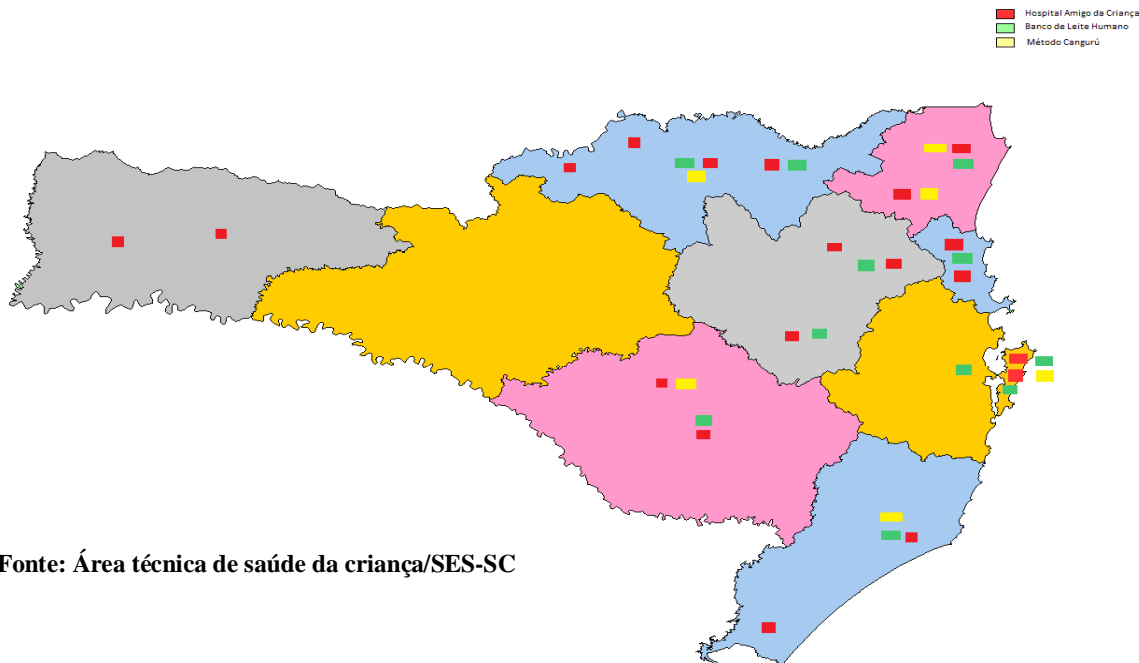 Hospital Amigo da Criança
Banco de Leite Humano
Método Cangurú
Fonte: Área técnica de saúde da criança/SES-SC